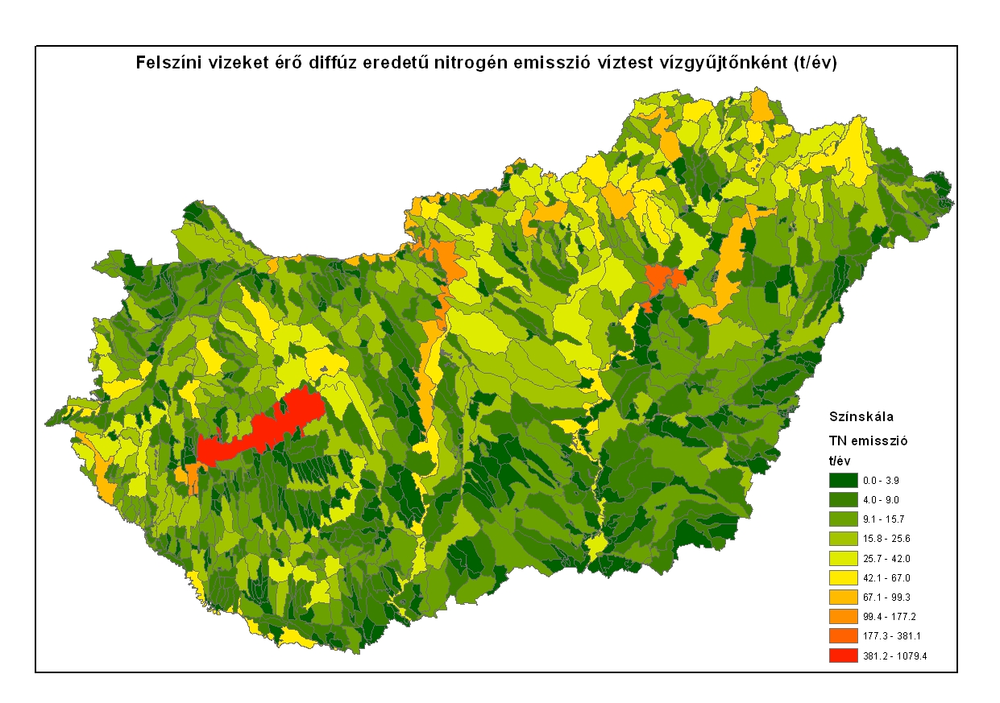 Felszíni vizeket érő diffúz eredetű nitrogén emisszió víztest vízgyűjtőnként (t/év)
Színskála
TN emisszió
t/év
0.0 - 3.9
4.0 - 9.0
9.1 - 15.7
15.8 - 25.6
25.7 - 42.0
42.1 - 67.0
67.1 - 99.3
99.4 - 177.2
177.3 - 381.1
381.2 - 1079.4